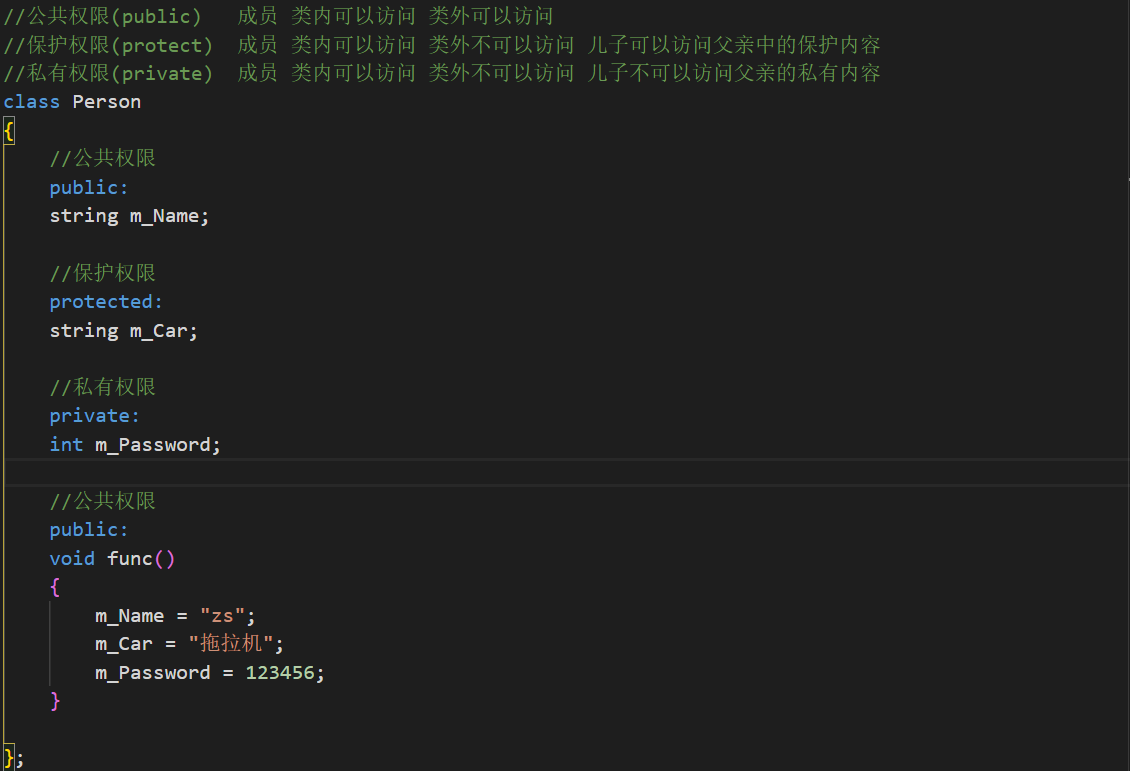 //公共权限(public)   成员 类内可以访问 类外可以访问
//保护权限(protect)  成员 类内可以访问 类外不可以访问 儿子可以访问父亲中的保护内容
//私有权限(private)  成员 类内可以访问 类外不可以访问 儿子不可以访问父亲的私有内容
class Person
{
    //公共权限
    public:
    string m_Name;

    //保护权限
    protected:
    string m_Car;

    //私有权限
    private:
    int m_Password;

    //公共权限
    public:
    void func()
    {
        m_Name = "zs";
        m_Car = "拖拉机";
        m_Password = 123456;
    }

};